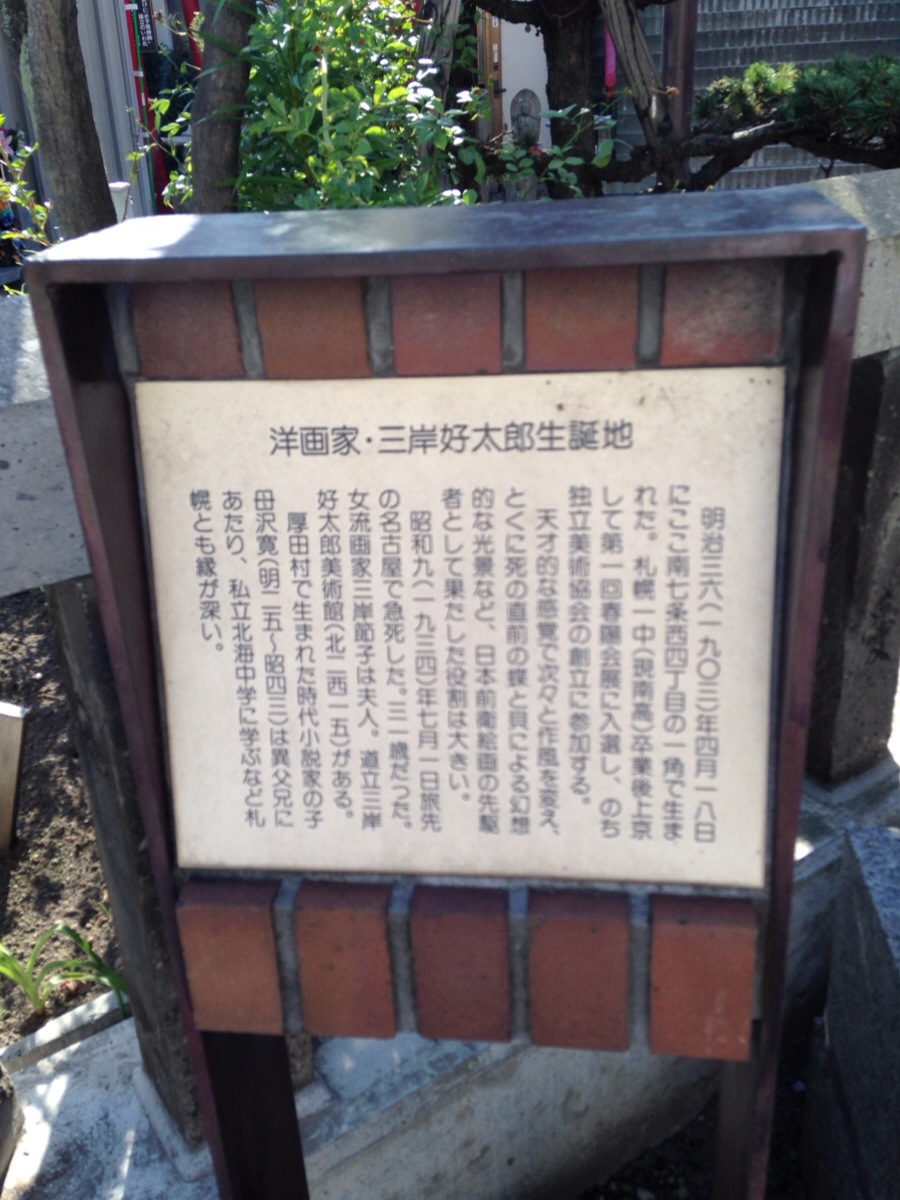 洋画家・三岸好太郎生誕地
明治三六(一九〇三)年四月一八日
にここ南七条西四丁目の一角で生ま
れた。札幌一中(現南高)卒業後上京
して第一回春陽会展に入選し、のち
独立美術協会の創立に参加する。
天才的な感覚で次々と作風を変え、
とくに死の直前の蝶と貝による幻想
的な光景など、日本前衛絵画の先駆
者として果たした役割は大きい。
昭和九(一九三四)年七月一日旅先
の名古屋で急死した。三一歳だった。
女流画家三岸節子は夫人。道立三岸
好太郎美術館(北二西一五)がある。
厚田村で生まれた時代小説家の子
母沢寛(明二五〜昭四三)は異父兄に
あたり、私立北海中学に学ぶなど札
幌とも縁が深い。